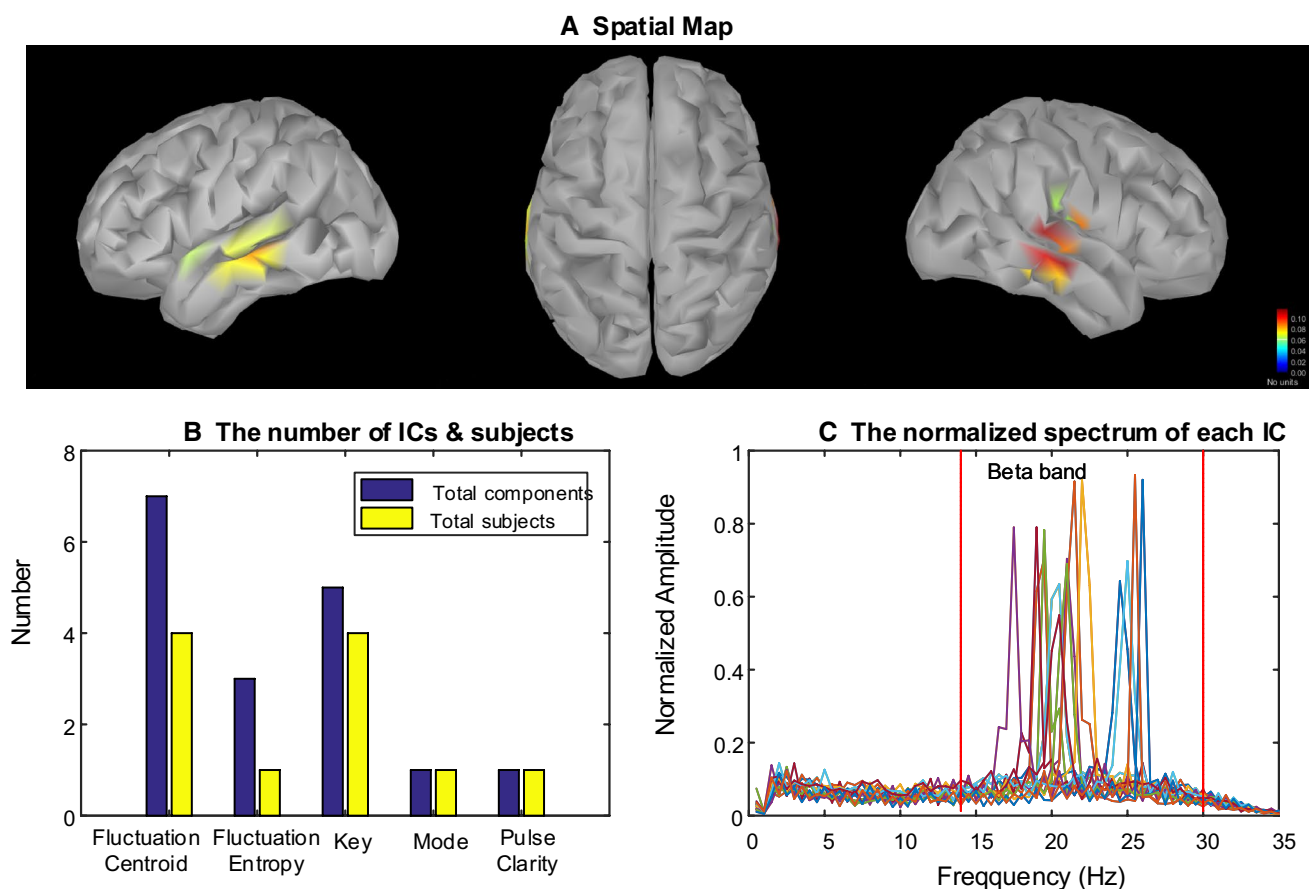 A Spatial Map
0.10
0.08
0.06
0.04
0.02
0.00
No units
B The number of ICs & subjects
8
6
4
2
0
Number
Total components
Total subjects
Fluctuation
Centroid
Fluctuation
Entropy
Key
Mode
Pulse
Clarity
C The normalized spectrum of each IC
1
0.8
0.6
0.4
0.2
0
Normalized Amplitude
Beta band
0 5 10 15 20 25 30 35
Freqquency (Hz)